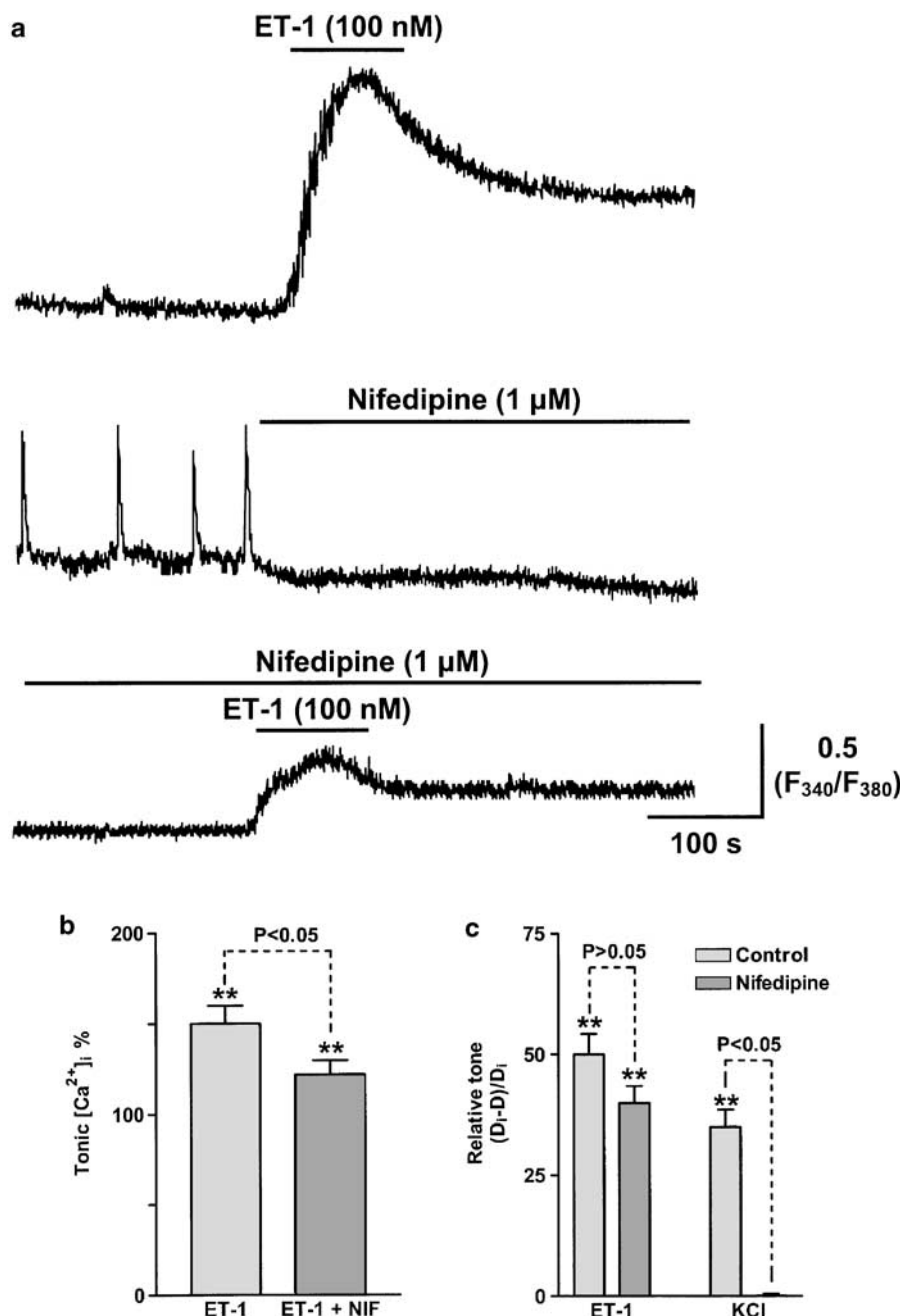 a
ET-1 (100 nM)
Nifedipine (1 µM)
Nifedipine (1 µM)
ET-1 (100 nM)
0.5
(F₃₄₀/F₃₈₀)
100 s
b
200
P<0.05
**
**
100
Tonic [Ca²⁺]ᵢ %
0
ET-1
ET-1 + NIF
c
75
P>0.05
Control
Nifedipine
P<0.05
**
50
**
**
Relative tone
(Dᵢ-D)/Dᵢ
25
0
ET-1
KCl